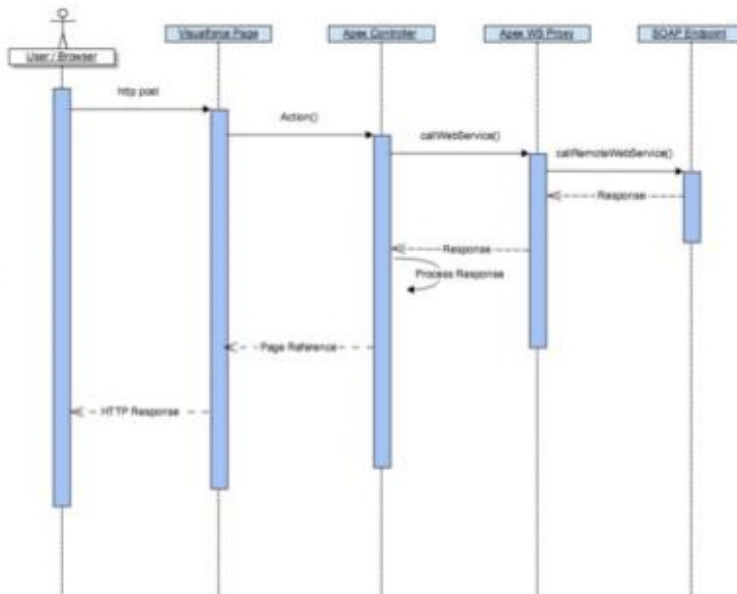 User / Browser
Visualforce Page
Apex Controller
Apex WS Proxy
SOAP Endpoint
http post
Action()
callWebService()
callRemoteWebService()
Response
Response
Process Response
Page Reference
HTTP Response